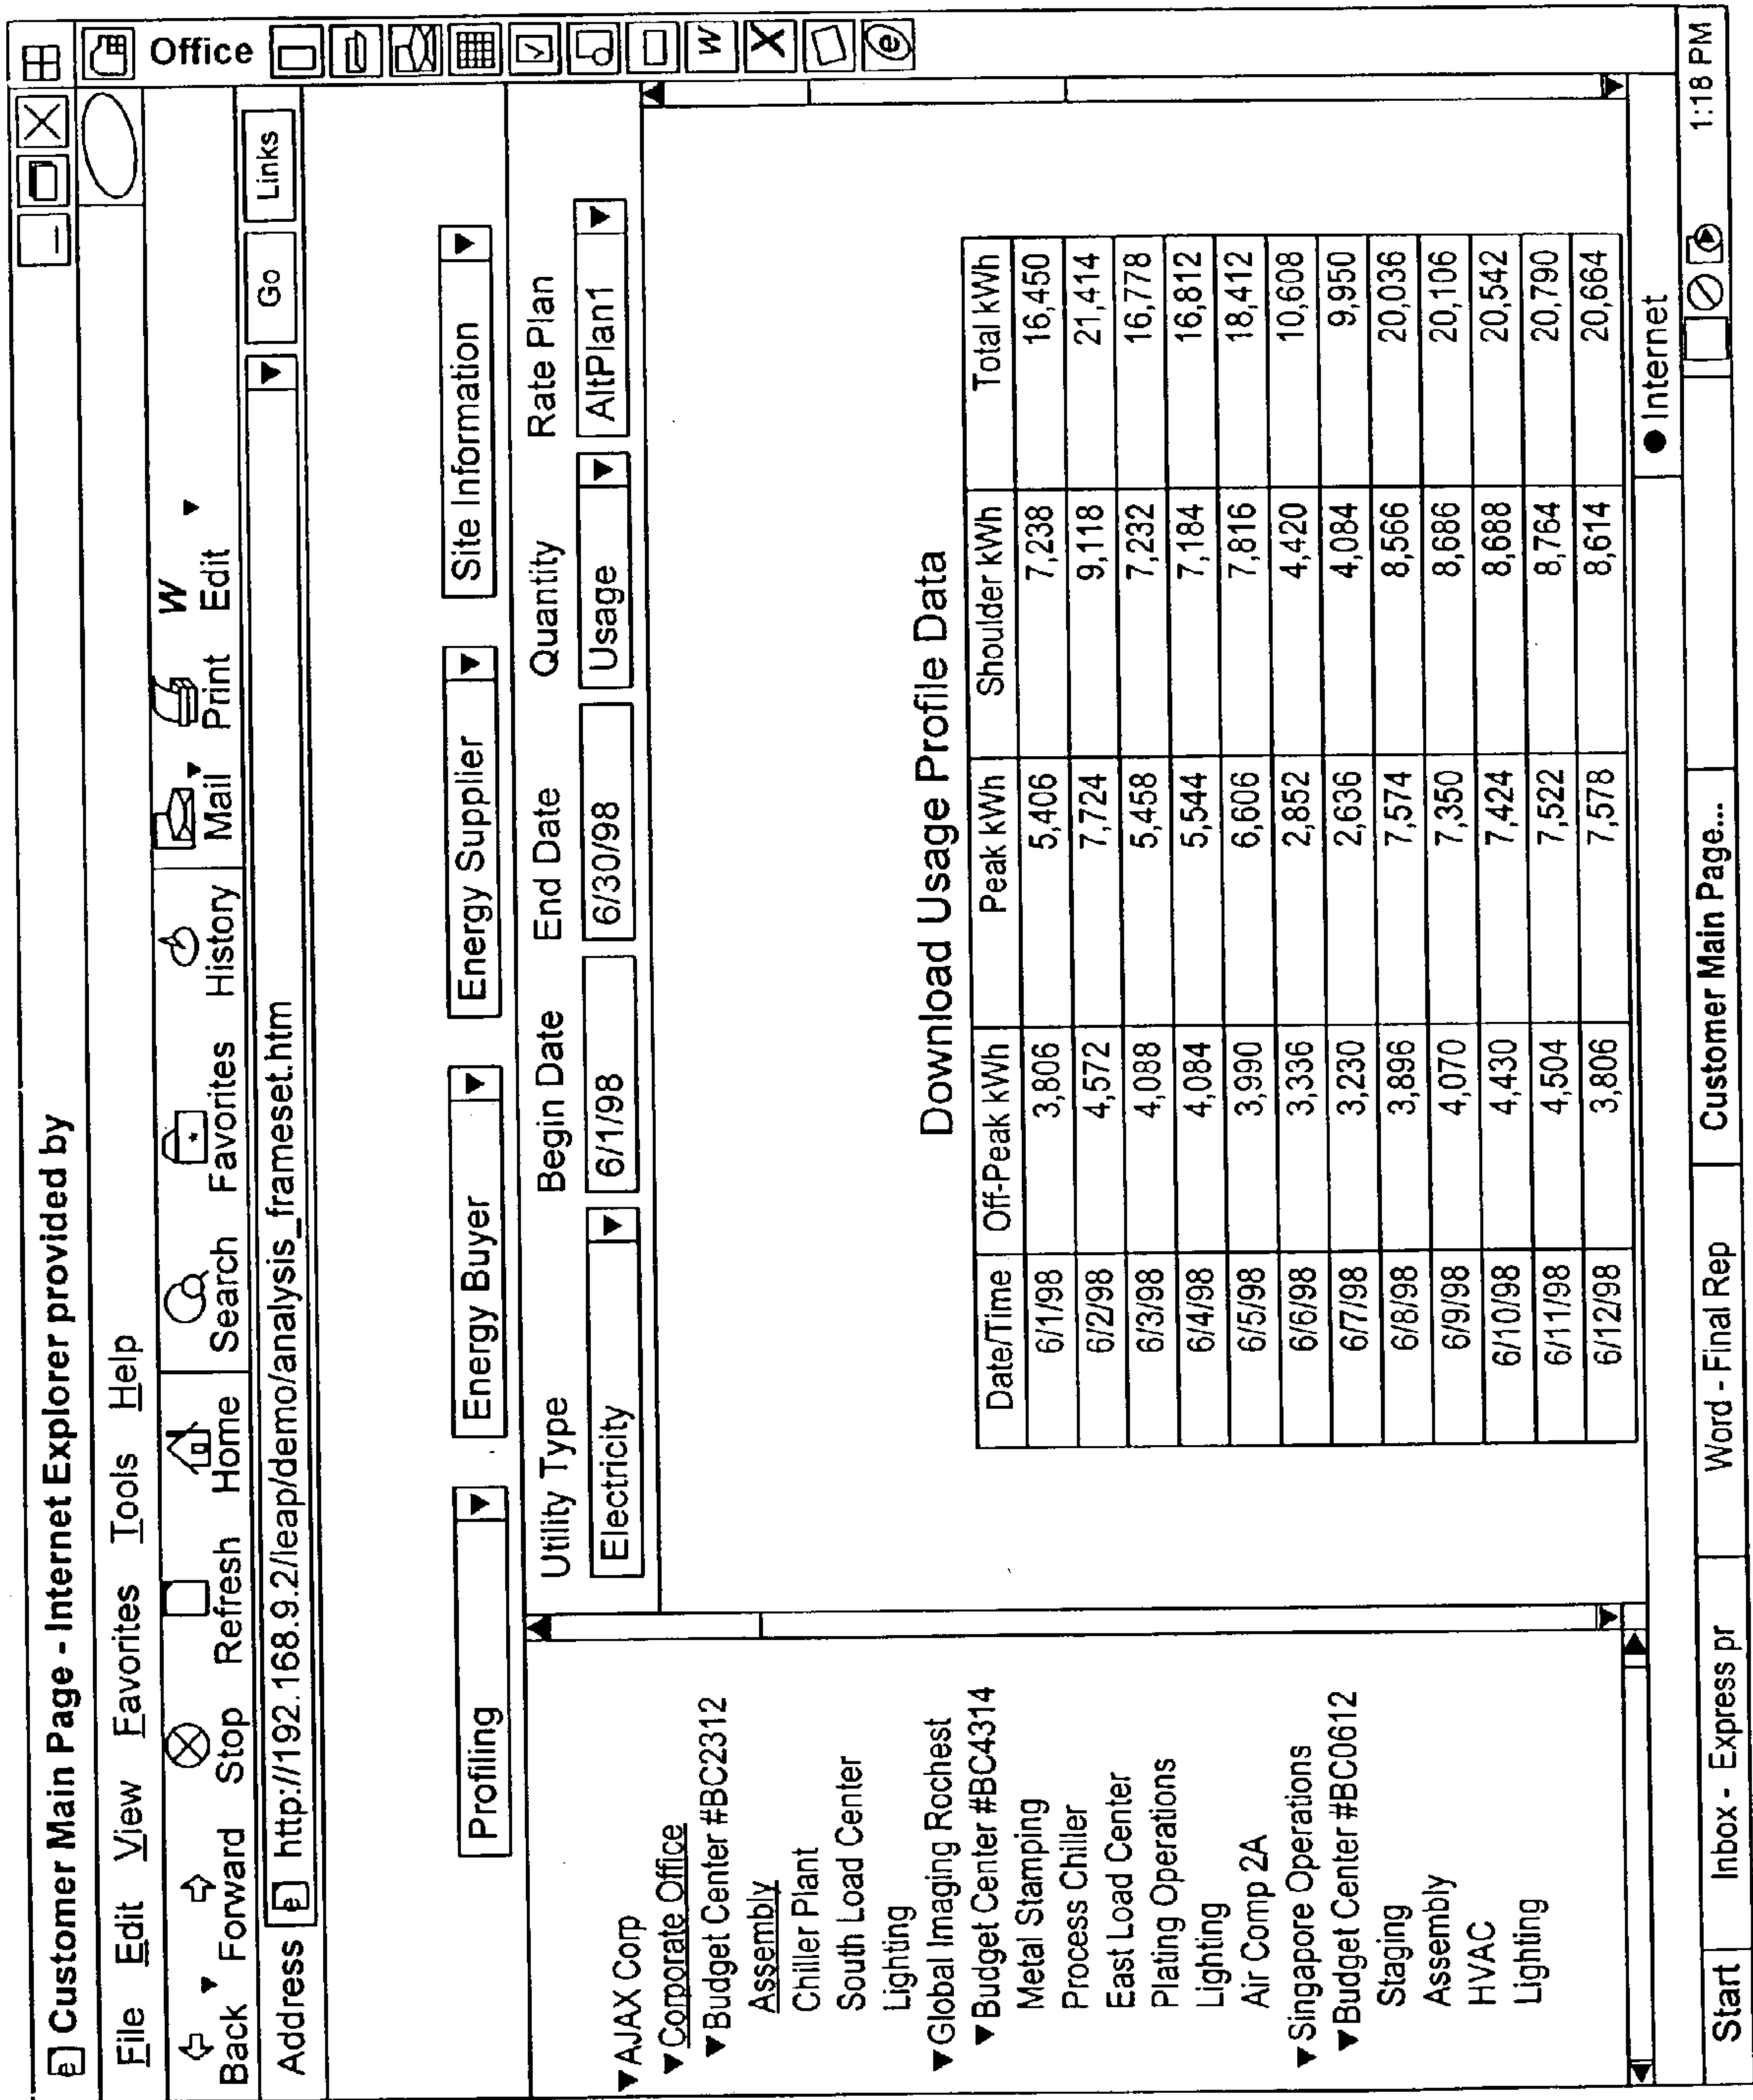 Customer Main Page - Internet Explorer provided by
File Edit View Favorites Tools Help
Office
Back Forward Stop Refresh Home Search Favorites History Mail Print Edit
W
Address e http://192.168.9.2/leap/demo/analysis_frameset.htm Go Links
Profiling Energy Buyer Energy Supplier Site Information
Utility Type Begin Date End Date Quantity Rate Plan
Electricity 6/1/98 6/30/98 Usage AltPlan1
AJAX Corp
Corporate Office
Budget Center #BC2312
Assembly
Chiller Plant
South Load Center
Lighting
Global Imaging Rochest
Budget Center #BC4314
Metal Stamping
Process Chiller
East Load Center
Plating Operations
Lighting
Air Comp 2A
Singapore Operations
Budget Center #BC0612
Staging
Assembly
HVAC
Lighting
Download Usage Profile Data
Date/Time Off-Peak kWh Peak kWh Shoulder kWh Total kWh
6/1/98 3,806 5,406 7,238 16,450
6/2/98 4,572 7,724 9,118 21,414
6/3/98 4,088 5,458 7,232 16,778
6/4/98 4,084 5,544 7,184 16,812
6/5/98 3,990 6,606 7,816 18,412
6/6/98 3,336 2,852 4,420 10,608
6/7/98 3,230 2,636 4,084 9,950
6/8/98 3,896 7,574 8,566 20,036
6/9/98 4,070 7,350 8,686 20,106
6/10/98 4,430 7,424 8,688 20,542
6/11/98 4,504 7,522 8,764 20,790
6/12/98 3,806 7,578 8,614 20,664
Internet
W
X
e
Start Inbox - Express pr Word - Final Rep Customer Main Page... 1:18 PM